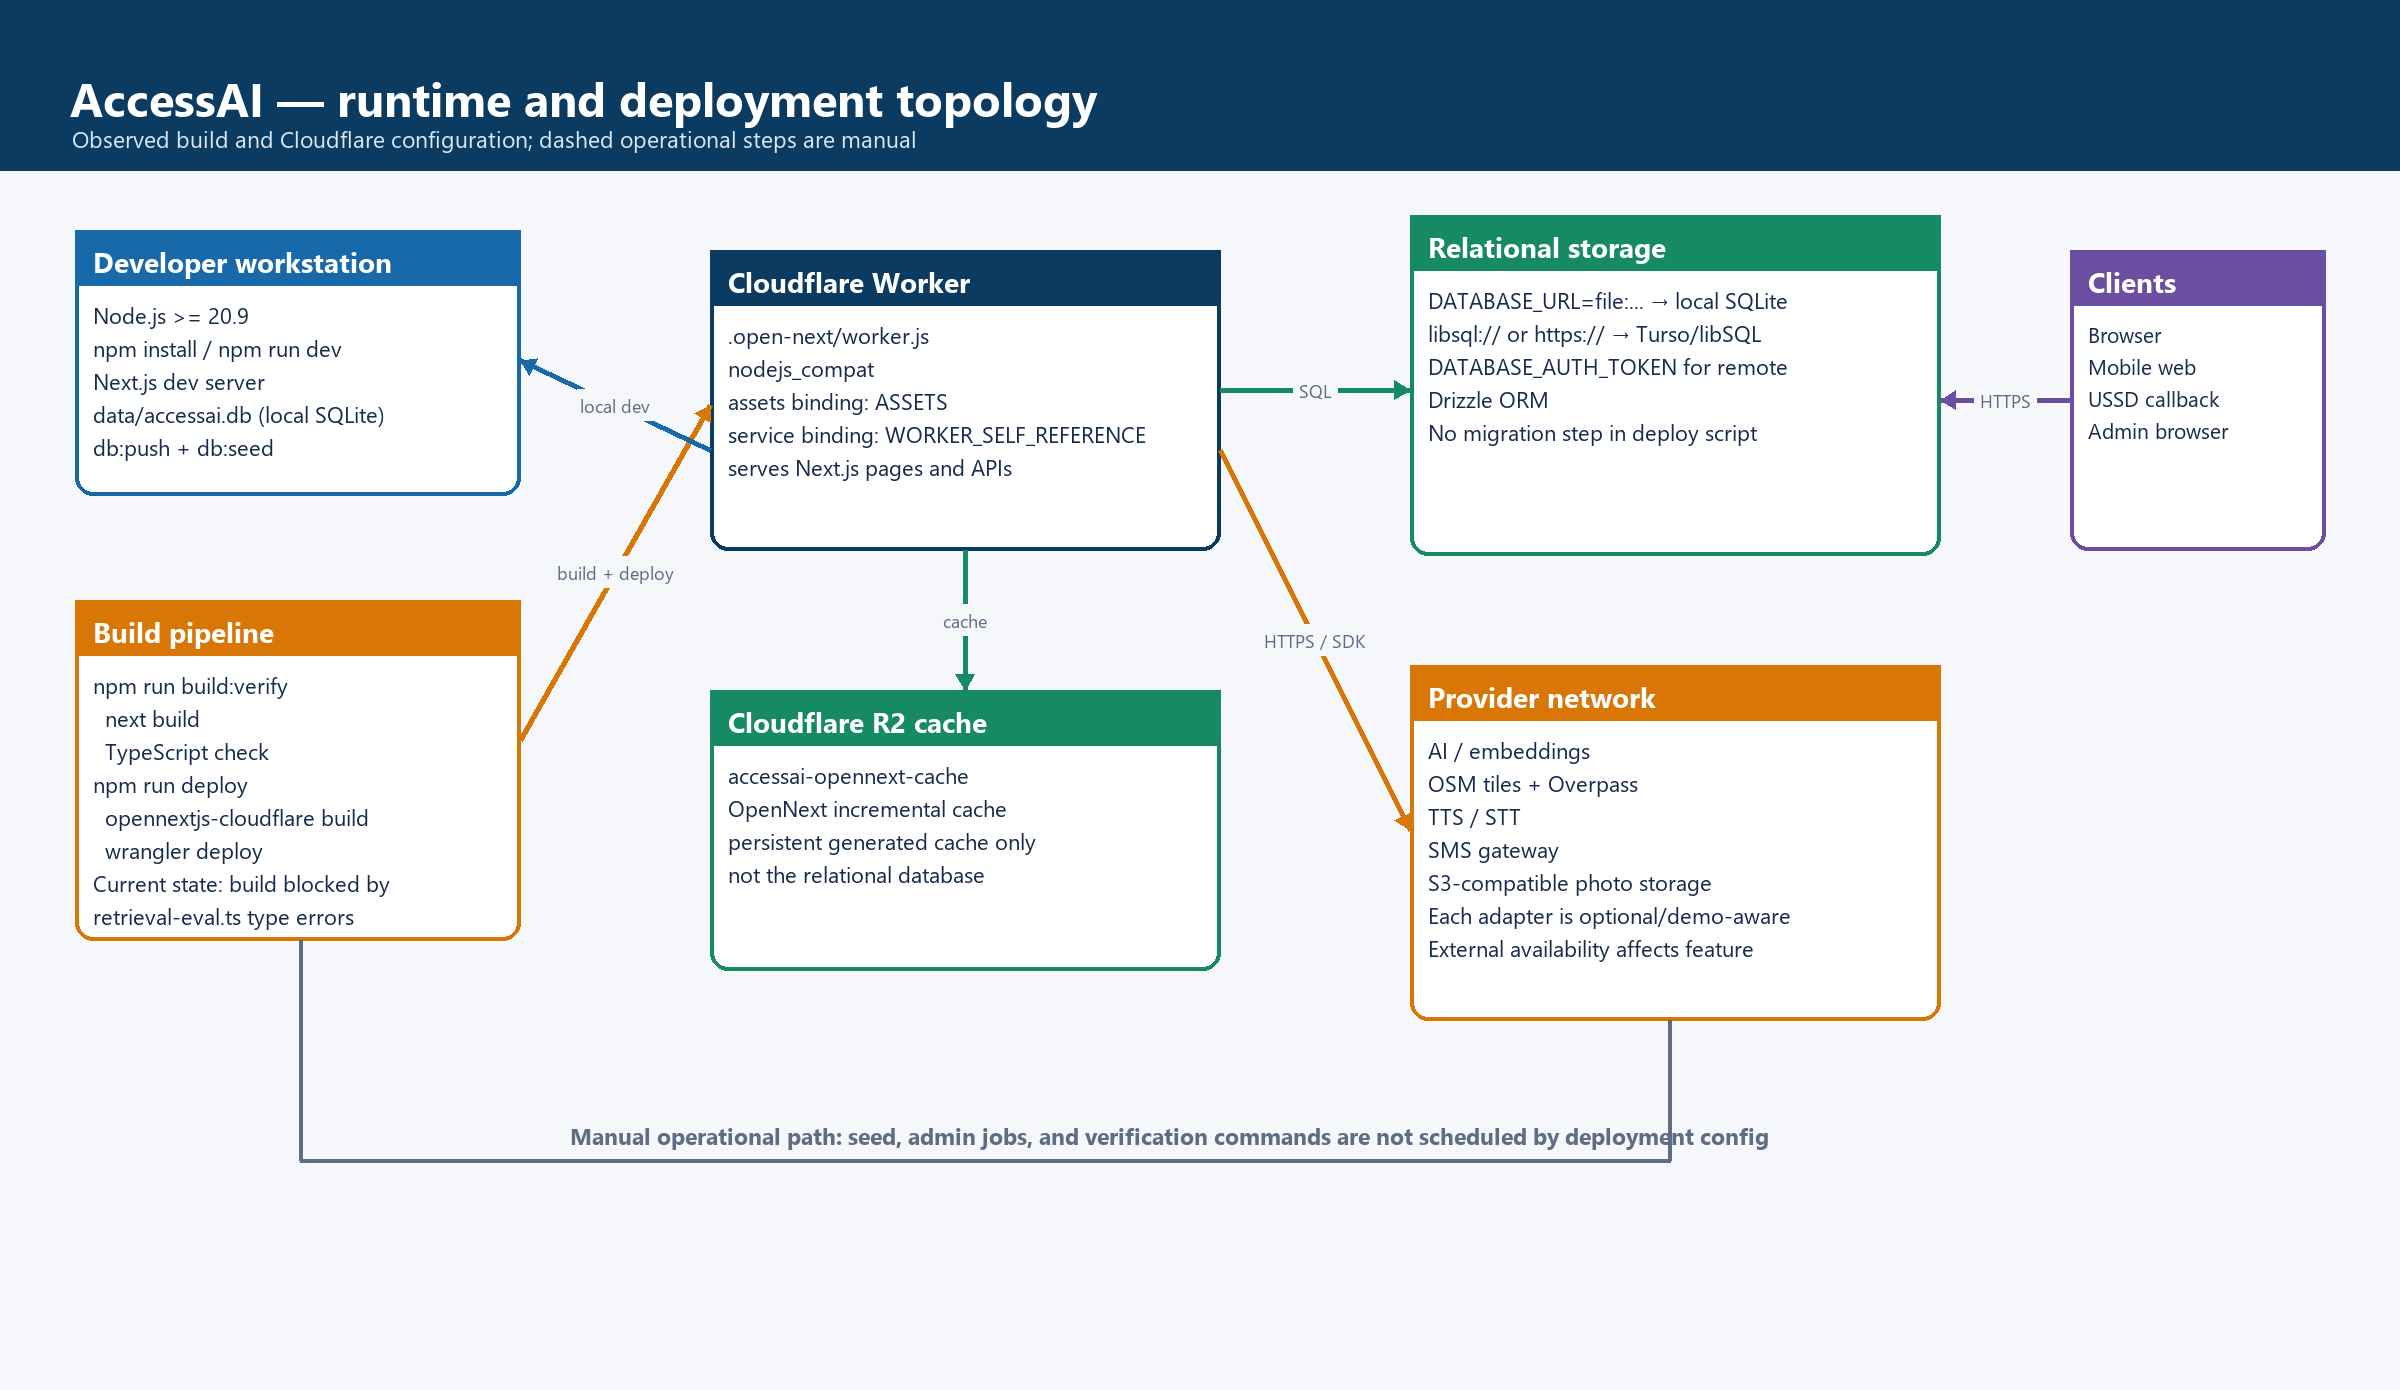 AccessAI — runtime and deployment topology
Observed build and Cloudflare configuration; dashed operational steps are manual
Developer workstation
Node.js >= 20.9
npm install / npm run dev
Next.js dev server
data/accessai.db (local SQLite)
db:push + db:seed
local dev
Build pipeline
npm run build:verify
next build
TypeScript check
npm run deploy
opennextjs-cloudflare build
wrangler deploy
Current state: build blocked by
retrieval-eval.ts type errors
build + deploy
Cloudflare Worker
.open-next/worker.js
nodejs_compat
assets binding: ASSETS
service binding: WORKER_SELF_REFERENCE
serves Next.js pages and APIs
cache
Cloudflare R2 cache
accessai-opennext-cache
OpenNext incremental cache
persistent generated cache only
not the relational database
SQL
HTTPS / SDK
Relational storage
DATABASE_URL=file:... → local SQLite
libsql:// or https:// → Turso/libSQL
DATABASE_AUTH_TOKEN for remote
Drizzle ORM
No migration step in deploy script
Provider network
AI / embeddings
OSM tiles + Overpass
TTS / STT
SMS gateway
S3-compatible photo storage
Each adapter is optional/demo-aware
External availability affects feature
HTTPS
Clients
Browser
Mobile web
USSD callback
Admin browser
Manual operational path: seed, admin jobs, and verification commands are not scheduled by deployment config